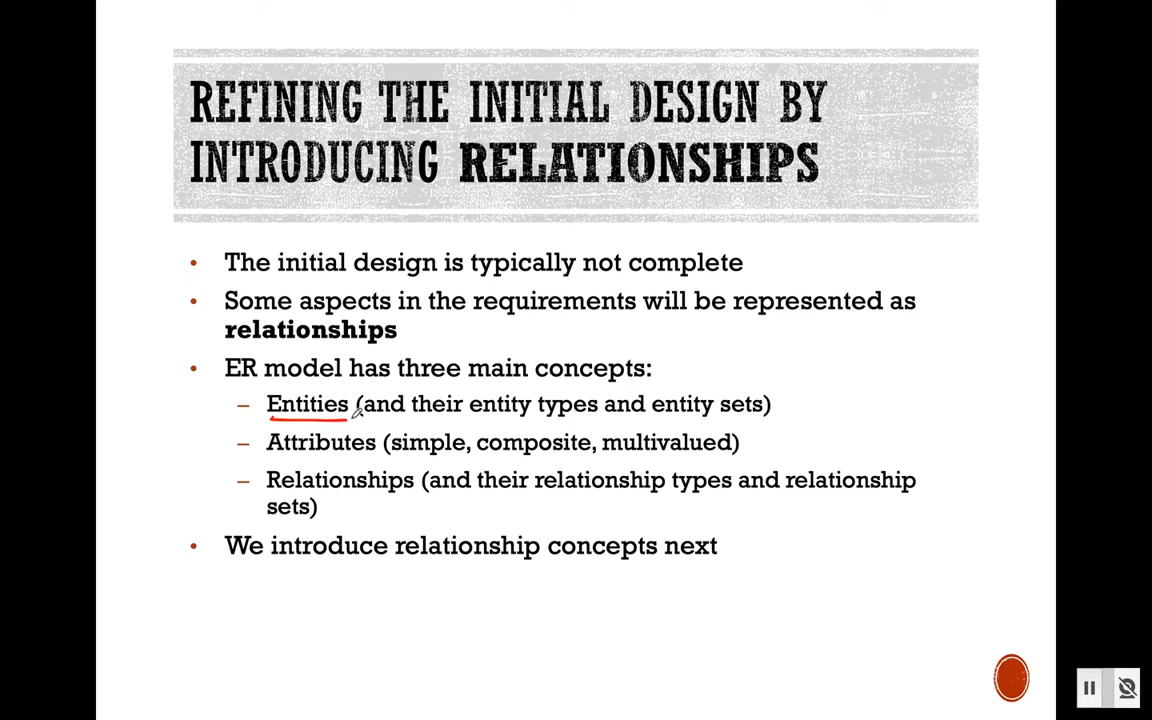 REFINING THE INITIAL DESIGN BY
INTRODUCING RELATIONSHIPS
• The initial design is typically not complete
• Some aspects in the requirements will be represented as
relationships
• ER model has three main concepts:
– Entities (and their entity types and entity sets)
– Attributes (simple, composite, multivalued)
– Relationships (and their relationship types and relationship
sets)
• We introduce relationship concepts next